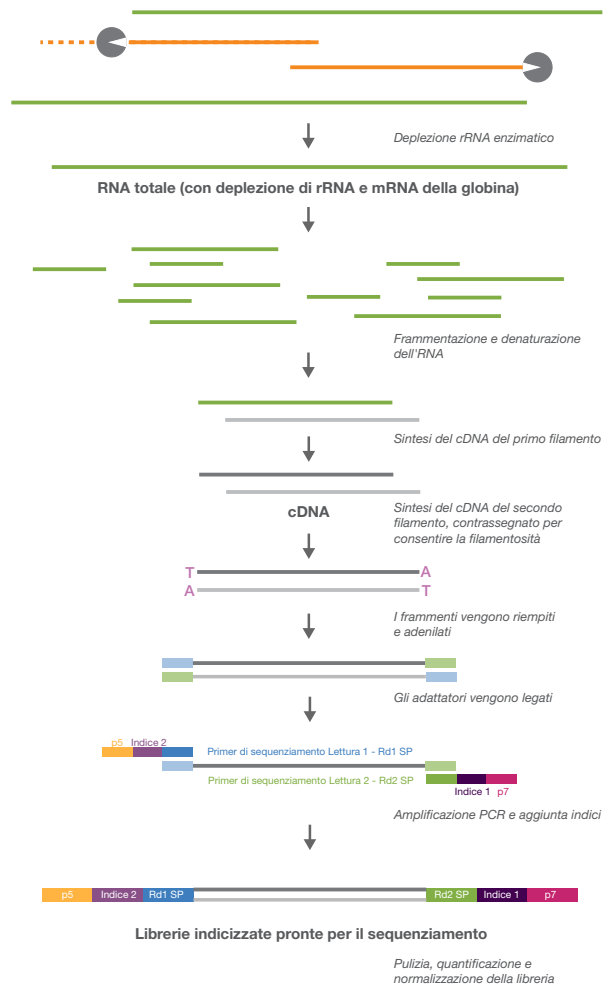 Deplezione rRNA enzimatico
RNA totale (con deplezione di rRNA e mRNA della globina)
Frammentazione e denaturazione
dell'RNA
Sintesi del cDNA del primo filamento
cDNA
Sintesi del cDNA del secondo
filamento, contrassegnato per
consentire la filamentosità
T A
A T
I frammenti vengono riempiti
e adenilati
Gli adattatori vengono legati
p5 Indice 2
Primer di sequenziamento Lettura 1 - Rd1 SP
Primer di sequenziamento Lettura 2 - Rd2 SP
Indice 1 p7
Amplificazione PCR e aggiunta indici
p5 Indice 2 Rd1 SP Rd2 SP Indice 1 p7
Librerie indicizzate pronte per il sequenziamento
Pulizia, quantificazione e
normalizzazione della libreria